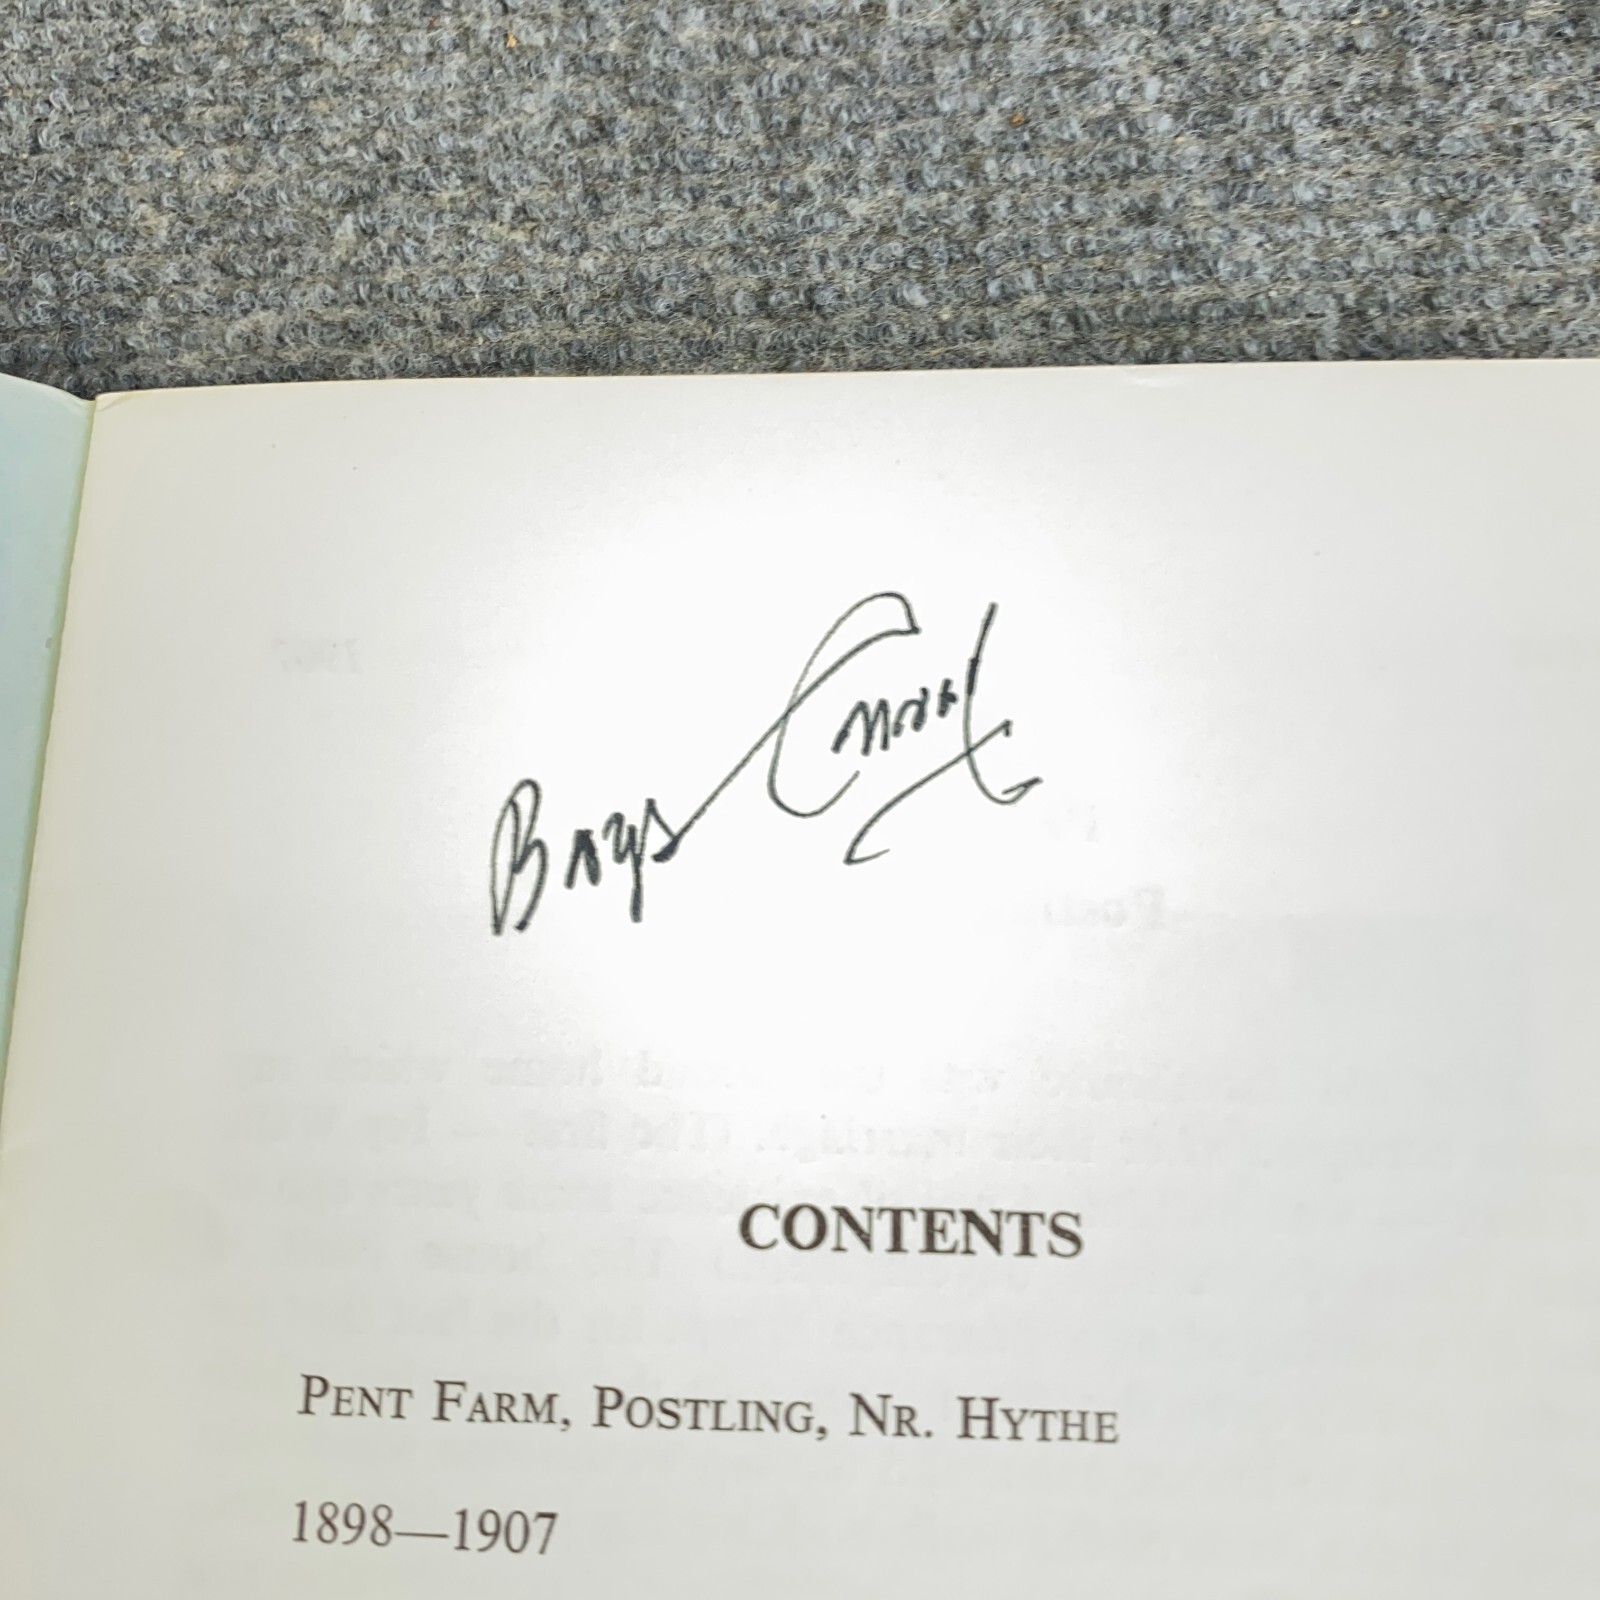 Borys Conrad
CONTENTS
PENT FARM, POSTLING, NR. HYTHE
1898—1907